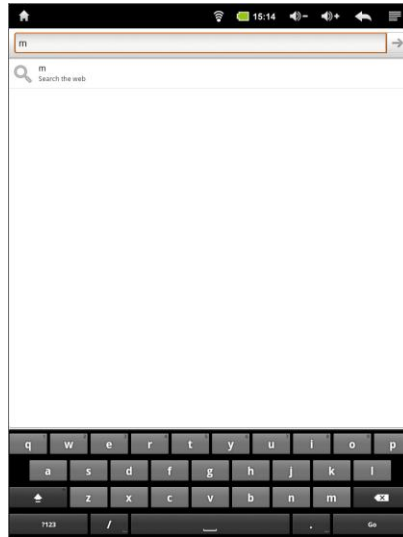 15:14
m
m
Search the web
q w e r t y u i o p
a s d f g h j k l
z x c v b n m
?123 / . Go